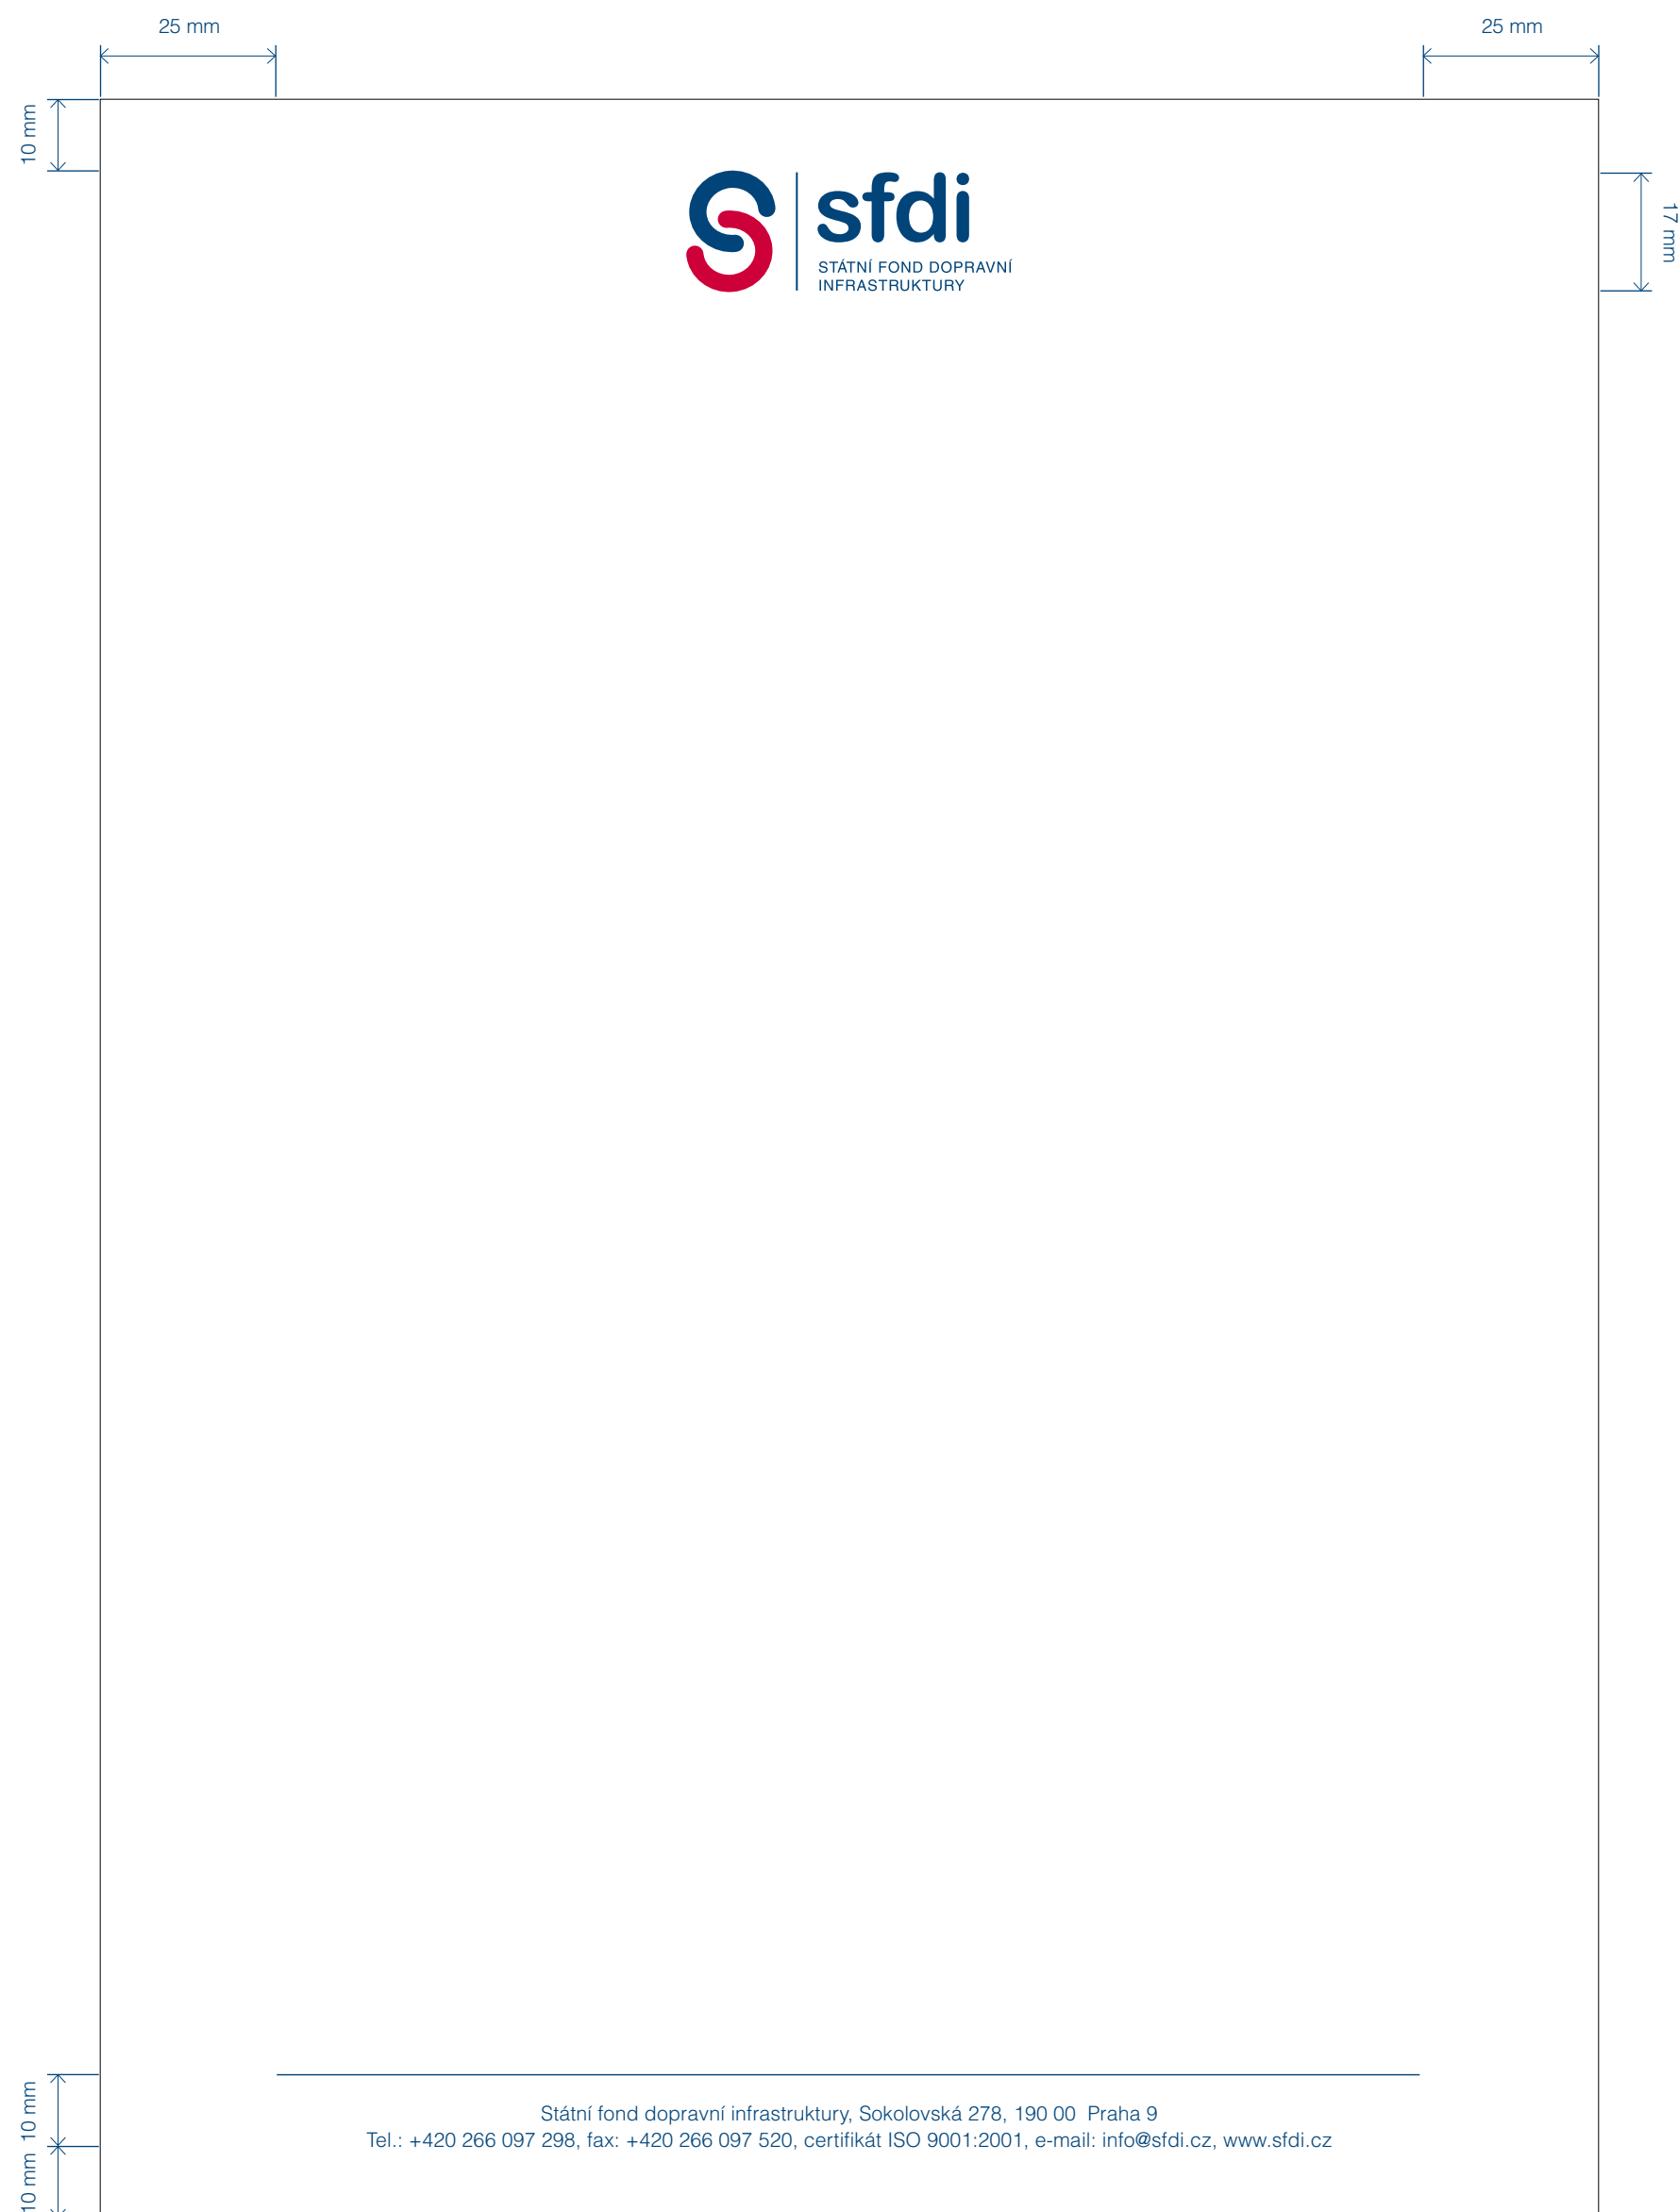 25 mm
25 mm
10 mm
17 mm
sfdi
STÁTNÍ FOND DOPRAVNÍ
INFRASTRUKTURY
10 mm
Státní fond dopravní infrastruktury, Sokolovská 278, 190 00  Praha 9
Tel.: +420 266 097 298, fax: +420 266 097 520, certifikát ISO 9001:2001, e-mail: info@sfdi.cz, www.sfdi.cz
10 mm